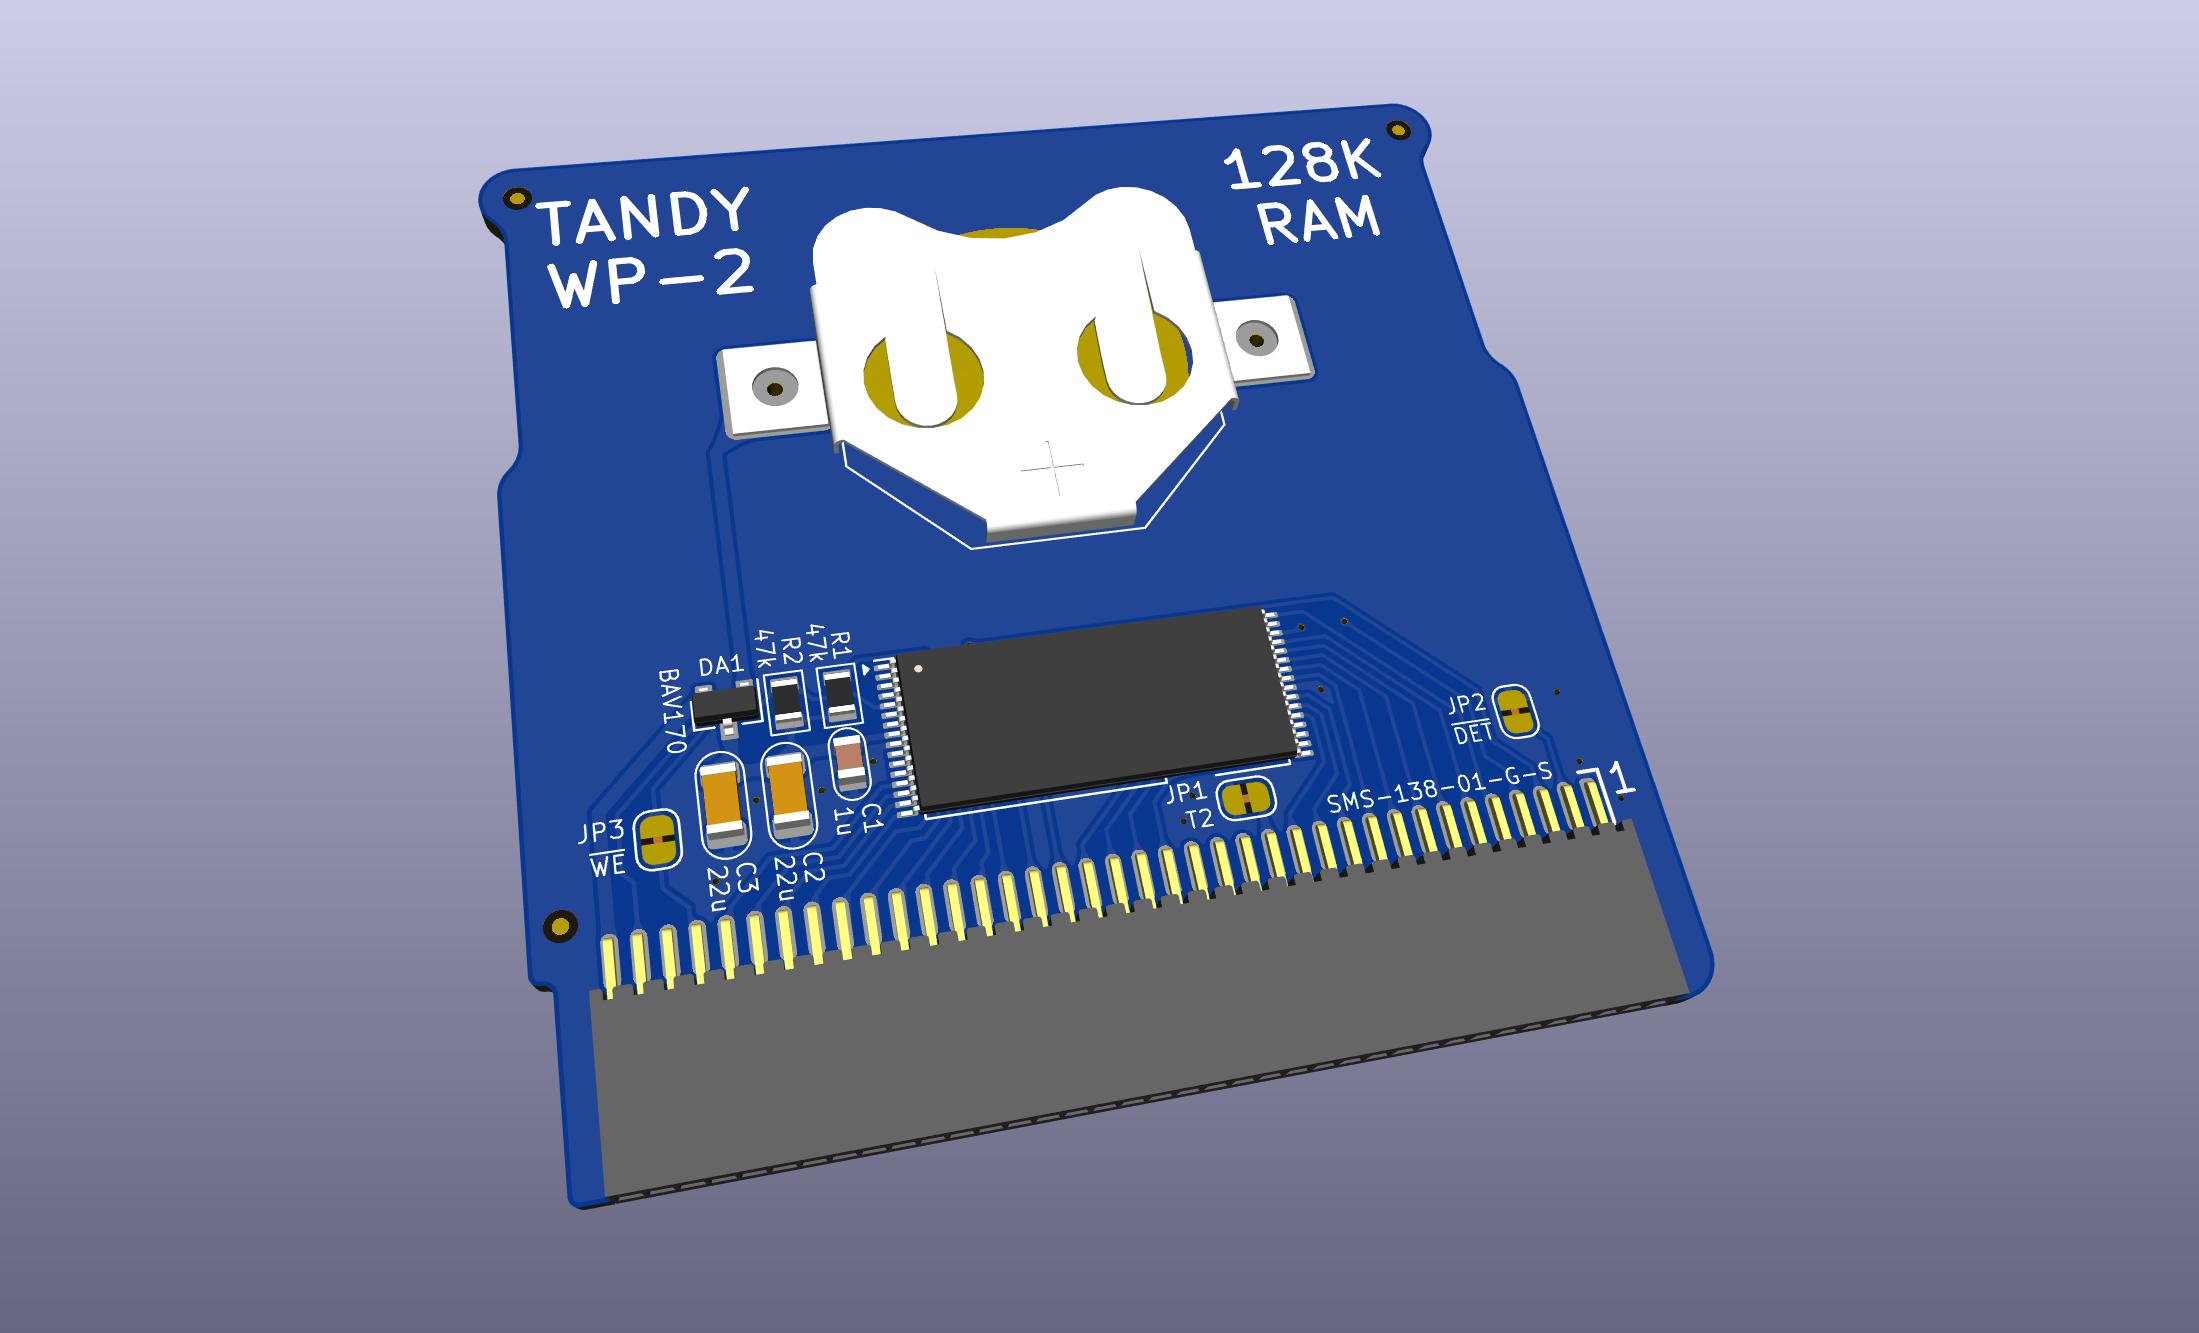 TANDY
WP-2
128K
RAM
DA1
BAV170
R2
47k
R1
47k
JP3
WE
C3
22u
C2
22u
C1
1u
JP1
T2
JP2
DET
SMS-138-01-G-S
1